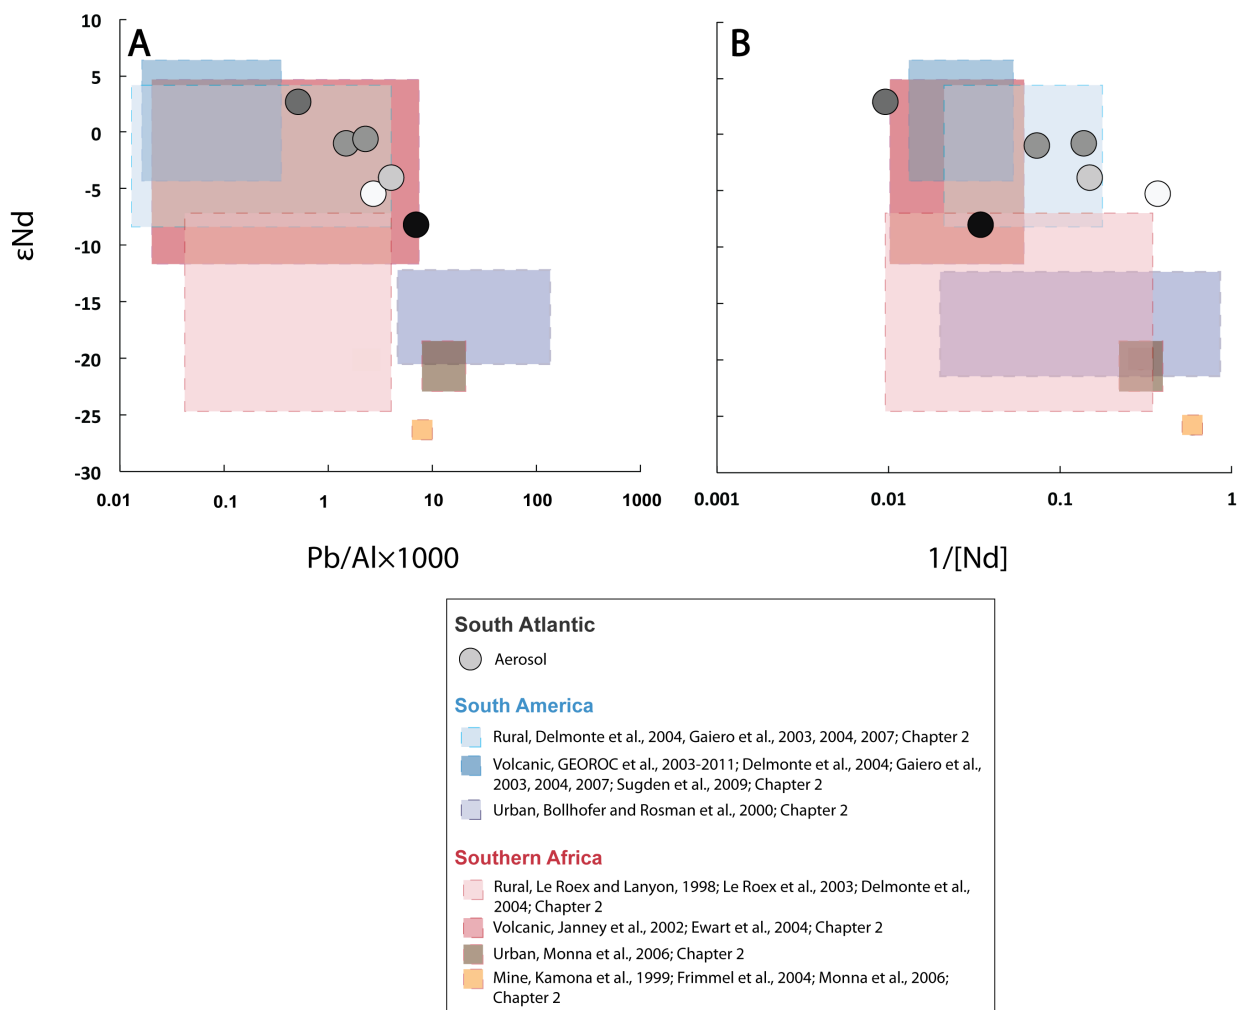 A
B
10
5
0
-5
-10
-15
-20
-25
-30
εNd
0.01
0.1
1
10
100
1000
0.001
0.01
0.1
1
Pb/Al×1000
1/[Nd]
South Atlantic
Aerosol
South America
Rural, Delmonte et al., 2004, Gaiero et al., 2003, 2004, 2007; Chapter 2
Volcanic, GEOROC et al., 2003-2011; Delmonte et al., 2004; Gaiero et al.,
2003, 2004, 2007; Sugden et al., 2009; Chapter 2
Urban, Bollhofer and Rosman et al., 2000; Chapter 2
Southern Africa
Rural, Le Roex and Lanyon, 1998; Le Roex et al., 2003; Delmonte et al.,
2004; Chapter 2
Volcanic, Janney et al., 2002; Ewart et al., 2004; Chapter 2
Urban, Monna et al., 2006; Chapter 2
Mine, Kamona et al., 1999; Frimmel et al., 2004; Monna et al., 2006;
Chapter 2